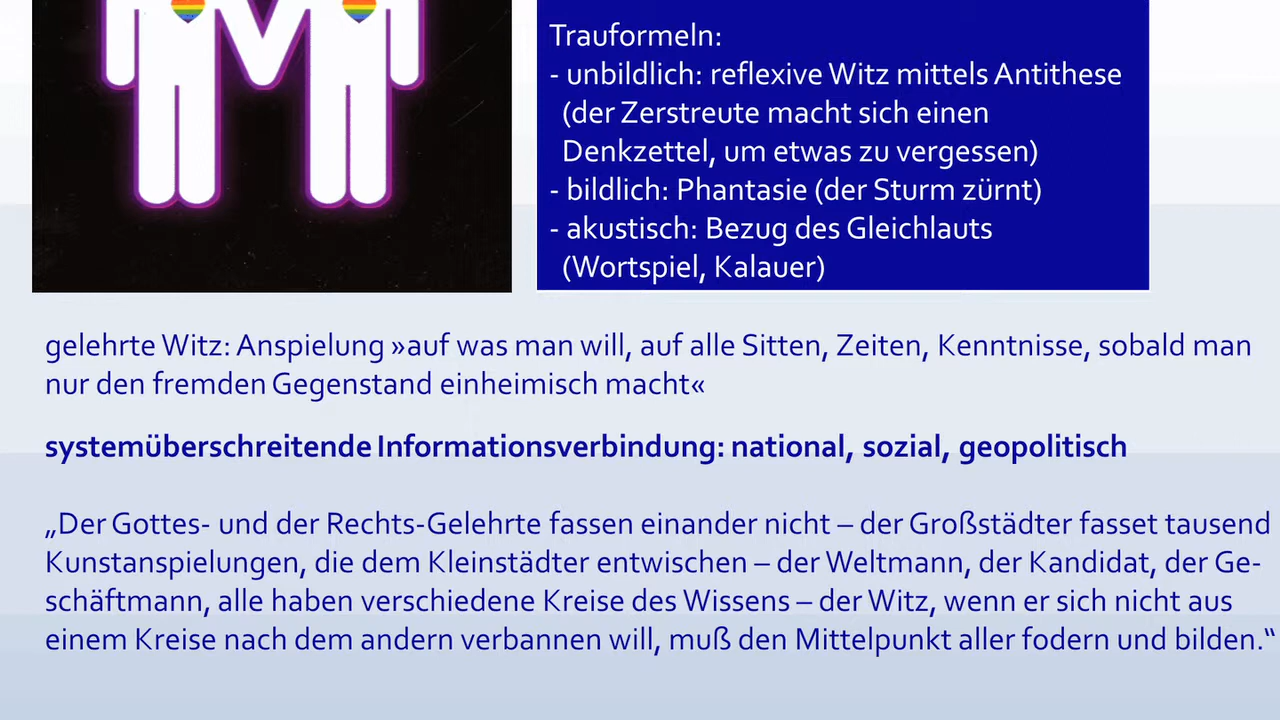 Trauformeln:
- unbildlich: reflexive Witz mittels Antithese
(der Zerstreute macht sich einen
Denkzettel, um etwas zu vergessen)
- bildlich: Phantasie (der Sturm zürnt)
- akustisch: Bezug des Gleichlauts
(Wortspiel, Kalauer)
gelehrte Witz: Anspielung »auf was man will, auf alle Sitten, Zeiten, Kenntnisse, sobald man
nur den fremden Gegenstand einheimisch macht«
systemüberschreitende Informationsverbindung: national, sozial, geopolitisch
„Der Gottes- und der Rechts-Gelehrte fassen einander nicht – der Großstädter fasset tausend
Kunstanspielungen, die dem Kleinstädter entwischen – der Weltmann, der Kandidat, der Ge-
schäftmann, alle haben verschiedene Kreise des Wissens – der Witz, wenn er sich nicht aus
einem Kreise nach dem andern verbannen will, muß den Mittelpunkt aller fodern und bilden.“